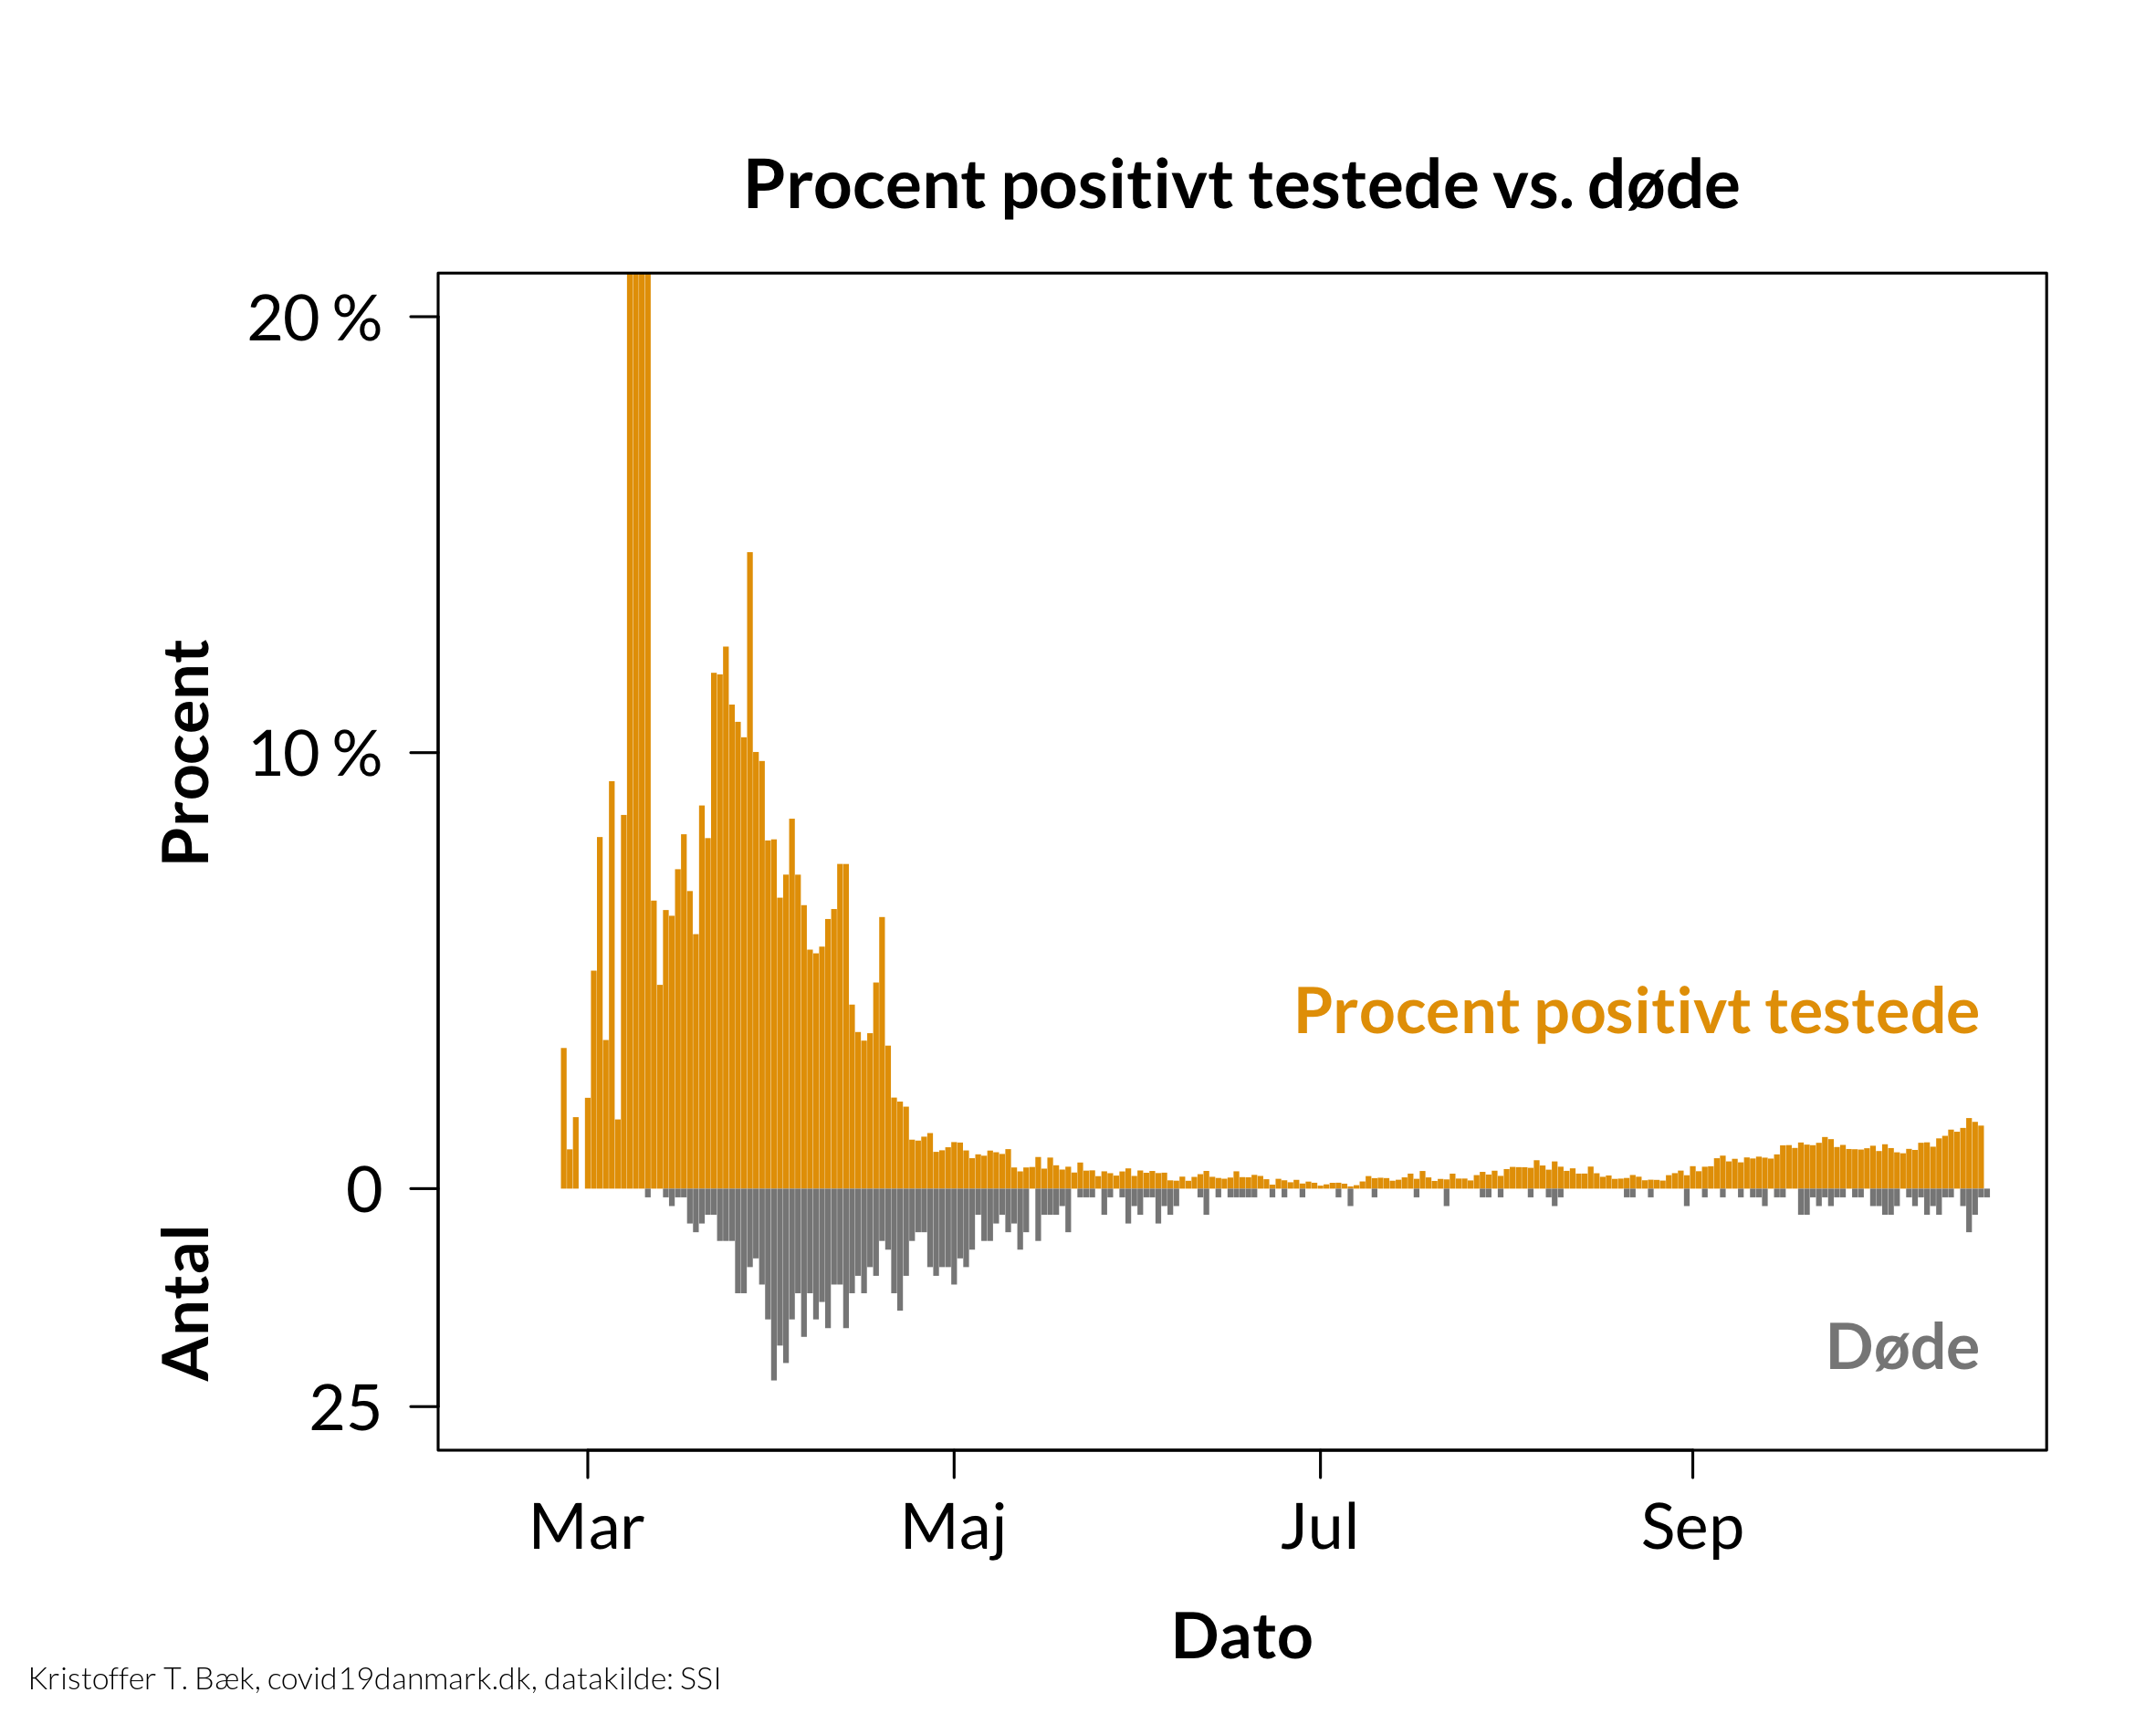 Procent positivt testede vs. døde
20 %
10 %
0
25
Procent
Antal
Procent positivt testede
Døde
Mar
Maj
Jul
Sep
Dato
Kristoffer T. Bæk, covid19danmark.dk, datakilde: SSI